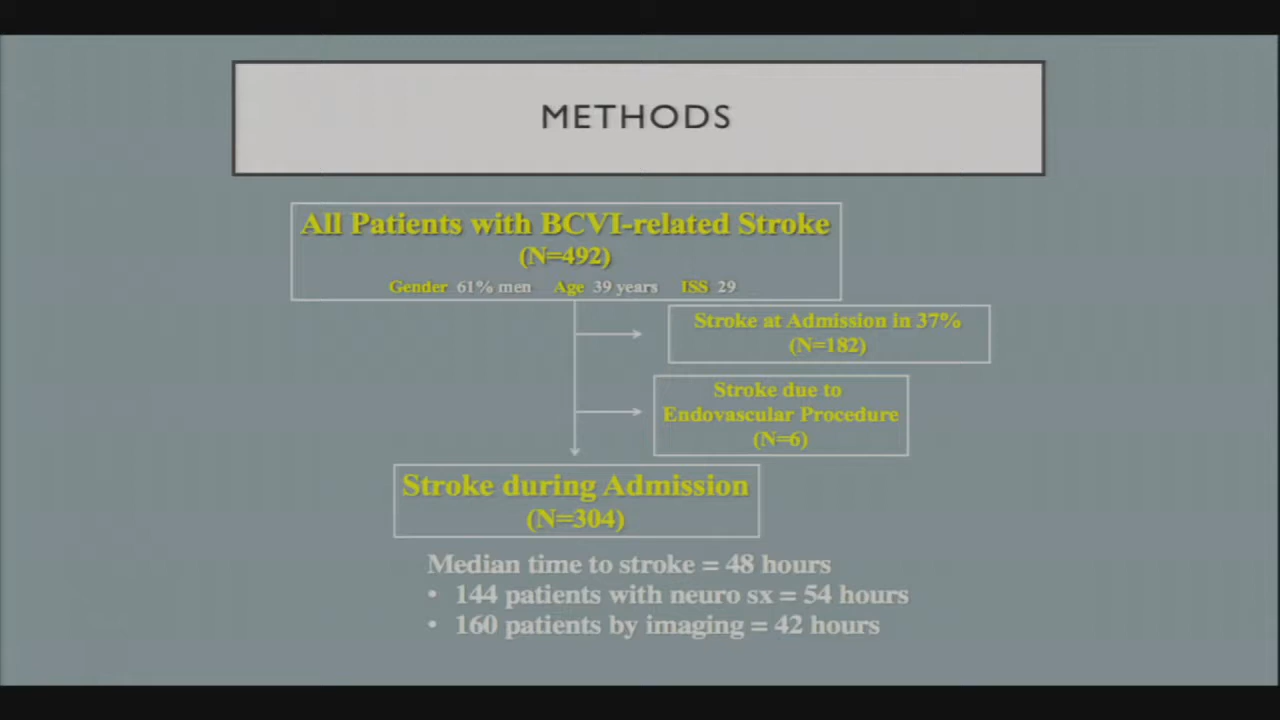 METHODS
All Patients with BCVI-related Stroke
(N=492)
Gender 61% men Age 39 years ISS 29
Stroke at Admission in 37%
(N=182)
Stroke due to
Endovascular Procedure
(N=6)
Stroke during Admission
(N=304)
Median time to stroke = 48 hours
• 144 patients with neuro sx = 54 hours
• 160 patients by imaging = 42 hours